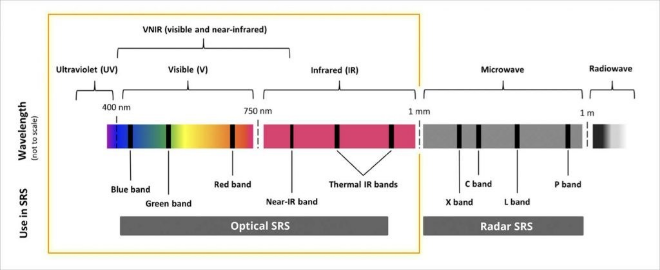 VNIR (visible and near-infrared)
Ultraviolet (UV)
Visible (V)
Infrared (IR)
Microwave
Radiowave
Wavelength
(not to scale)
400 nm
750 nm
1 mm
1 m
Blue band
Green band
Red band
Near-IR band
Thermal IR bands
X band
C band
L band
P band
Use in SRS
Optical SRS
Radar SRS